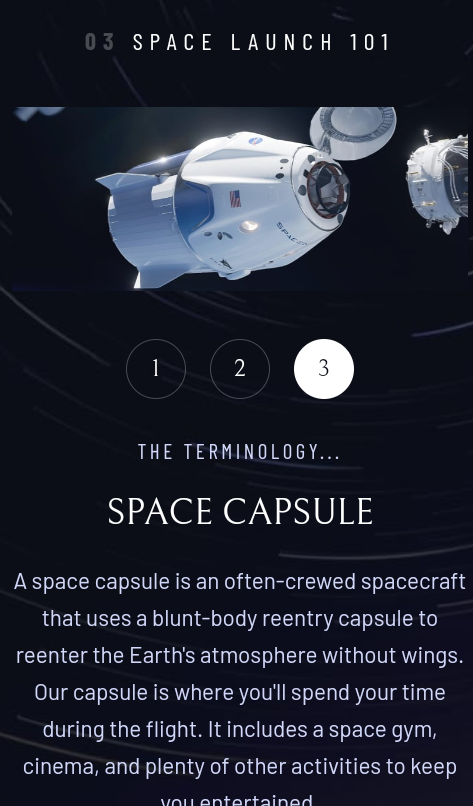 03 SPACE LAUNCH 101
SPACEX
1 2 3
THE TERMINOLOGY...
SPACE CAPSULE
A space capsule is an often-crewed spacecraft
that uses a blunt-body reentry capsule to
reenter the Earth's atmosphere without wings.
Our capsule is where you'll spend your time
during the flight. It includes a space gym,
cinema, and plenty of other activities to keep
you entertained.